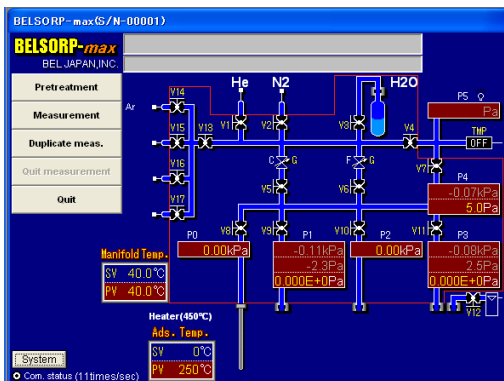 BELSORP-max(S/N-00001)
BELSORP-max
BEL JAPAN,INC.
Pretreatment
Measurement
Duplicate meas.
Quit measurement
Quit
He
N2
H2O
Ar
V14
V15
V13
V16
V17
V1
V2
V3
V4
P5
Pa
TMP
OFF
V7
C
G
F
G
V5
V6
P4
-0.07kPa
5.0Pa
V8
V9
V10
V11
P0
0.00kPa
P1
-0.11kPa
-2.3Pa
0.000E+0Pa
P2
0.00kPa
P3
-0.08kPa
2.5Pa
0.000E+0Pa
V12
Manifold Temp.
SV 40.0℃
PV 40.0℃
Heater(450℃)
Ads. Temp.
SV 0℃
PV 250℃
System
Com. status (11times/sec)